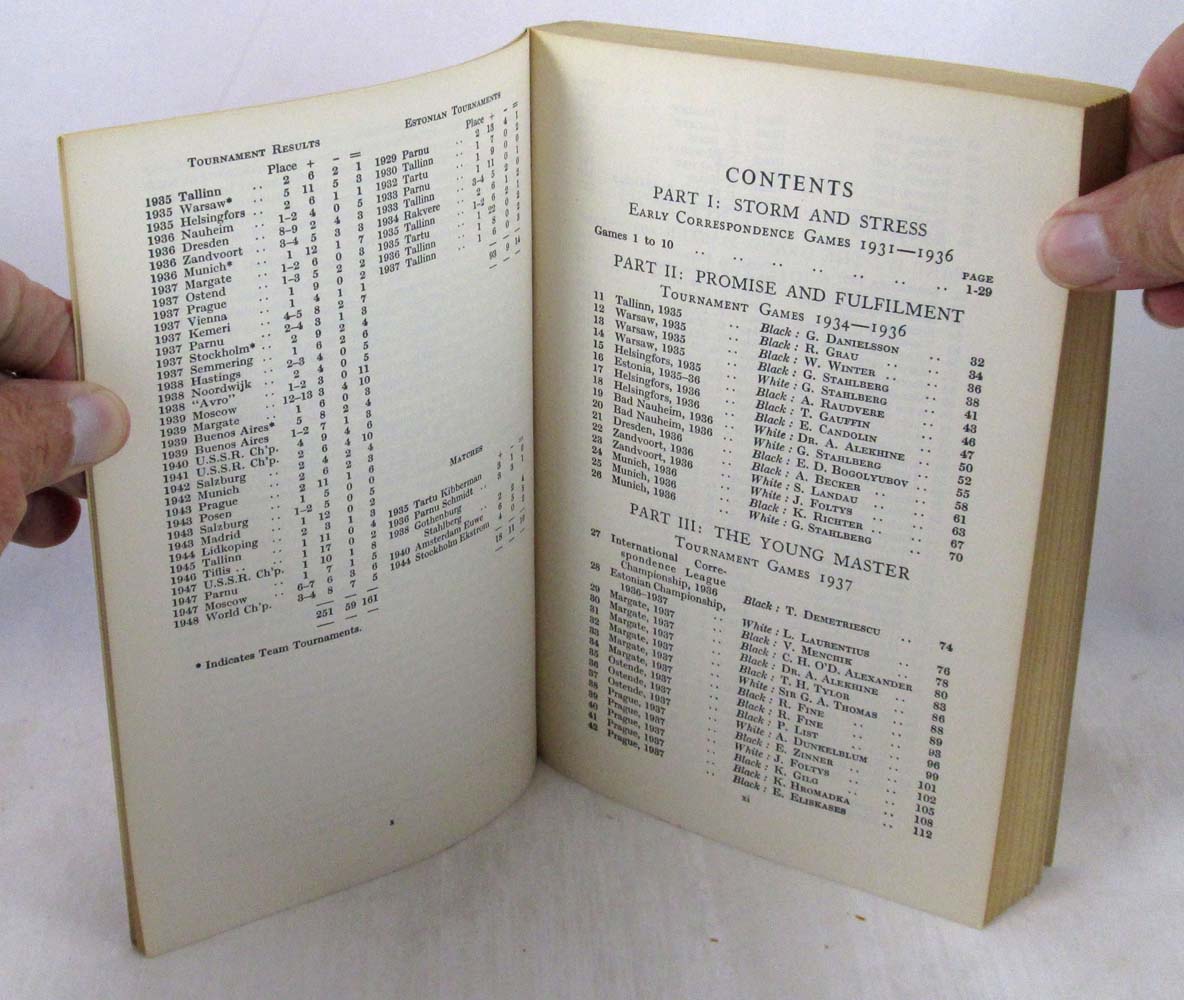 TOURNAMENT RESULTS
Place + - =
1935 Tallinn .. 2 6 2 1
1935 Warsaw* .. 5 11 5 3
1935 Helsingfors .. 2 6 1 1
1936 Nauheim .. 1-2 4 0 5
1936 Dresden .. 8-9 2 4 3
1936 Zandvoort .. 3-4 5 3 3
1936 Munich* .. 1 12 1 7
1937 Margate .. 1-2 6 0 3
1937 Ostend .. 1-3 5 2 2
1937 Prague .. 1 9 0 2
1937 Vienna .. 1 4 1 1
1937 Kemeri .. 4-5 8 2 7
1937 Parnu .. 2-4 3 1 3
1937 Stockholm* .. 2 9 2 4
1937 Semmering .. 1 6 2 6
1938 Hastings .. 2-3 4 0 5
1938 Noordwijk .. 2 4 0 5
1938 "Avro" .. 1-2 3 0 11
1939 Moscow .. 12-13 3 4 10
1939 Margate .. 1 6 0 3
1939 Buenos Aires* 5 8 2 4
1939 Buenos Aires 1-2 7 1 3
1940 U.S.S.R. Ch'p. 4 9 4 6
1941 U.S.S.R. Ch'p. 2 6 4 10
1942 Salzburg .. 2 4 2 4
1942 Munich .. 2 6 2 3
1943 Prague .. 2 11 1
1943 Posen .. 1 5 0 0
1943 Salzburg .. 1-2 5 0 5
1943 Madrid .. 1 12 0 2
1944 Lidkoping .. 2 3 1 3
1945 Tallinn .. 1 11 0 4
1946 Tiflis .. 1 17 0 2
1947 U.S.S.R. Ch'p. 1 10 1 8
1947 Parnu .. 1 7 1 5
1947 Moscow .. 6-7 6 3 6
1948 World Ch'p. 3-4 8 7 5
251 59 161
* Indicates Team Tournaments.
ESTONIAN TOURNAMENTS
Place + - =
1929 Parnu .. 2 13 4 1
1930 Tallinn .. 1 7 0 2
1932 Tartu .. 1 9 0 0
1933 Parnu .. 1 11 0 1
1933 Tallinn .. 3-4 5
1934 Rakvere .. 2 6
1935 Tallinn .. 1-2 6
1935 Tartu .. 1 22
1936 Tallinn .. 1 8
1937 Tallinn .. 1 6
93 9 14
MATCHES
+ - =
1935 Tartu Kibberman
1936 Parnu Schmidt ..
1938 Gothenburg
Stahlberg
1940 Amsterdam Euwe
1944 Stockholm Ekstrom
18 11 19
x
CONTENTS
PART I: STORM AND STRESS
EARLY CORRESPONDENCE GAMES 1931—1936
PAGE
Games 1 to 10 .. .. .. .. .. .. 1-29
PART II: PROMISE AND FULFILMENT
TOURNAMENT GAMES 1934—1936
11 Tallinn, 1935 .. Black: G. DANIELSSON .. 32
12 Warsaw, 1935 .. Black: R. GRAU .. 34
13 Warsaw, 1935 .. Black: W. WINTER .. 36
14 Warsaw, 1935 .. Black: G. STAHLBERG .. 38
15 Helsingfors, 1935 .. White: G. STAHLBERG .. 41
16 Estonia, 1935-36 .. Black: A. RAUDVERE .. 43
17 Helsingfors, 1936 .. Black: T. GAUFFIN .. 46
18 Helsingfors, 1936 .. Black: E. CANDOLIN .. 47
19 Bad Nauheim, 1936 .. White: DR. A. ALEKHINE .. 50
20 Bad Nauheim, 1936 .. White: G. STAHLBERG .. 52
21 Dresden, 1936 .. Black: E. D. BOGOLYUBOV .. 55
22 Zandvoort, 1936 .. Black: A. BECKER .. 58
23 Zandvoort, 1936 .. White: S. LANDAU .. 61
24 Munich, 1936 .. White: J. FOLTYS .. 63
25 Munich, 1936 .. Black: K. RICHTER .. 67
26 Munich, 1936 .. White: G. STAHLBERG .. 70
PART III: THE YOUNG MASTER
TOURNAMENT GAMES 1937
27 International Corre-
spondence League
Championship, 1936 Black: T. DEMETRIESCU .. 74
28 Estonian Championship,
1936-1937 .. White: L. LAURENTIUS .. 76
29 Margate, 1937 .. Black: V. MENCHIK .. 78
30 Margate, 1937 .. Black: C. H. O'D. ALEXANDER 80
31 Margate, 1937 .. Black: DR. A. ALEKHINE .. 83
32 Margate, 1937 .. Black: T. H. TYLOR .. 86
33 Margate, 1937 .. White: SIR G. A. THOMAS .. 88
34 Margate, 1937 .. Black: R. FINE .. 89
35 Ostende, 1937 .. Black: R. FINE .. 93
36 Ostende, 1937 .. Black: P. LIST .. 96
37 Ostende, 1937 .. White: A. DUNKELBLUM .. 99
38 Prague, 1937 .. Black: E. ZINNER .. 101
39 Prague, 1937 .. White: J. FOLTYS .. 102
40 Prague, 1937 .. Black: K. GILG .. 105
41 Prague, 1937 .. Black: K. HROMADKA .. 108
42 Prague, 1937 .. Black: E. ELISKASES .. 112
xi